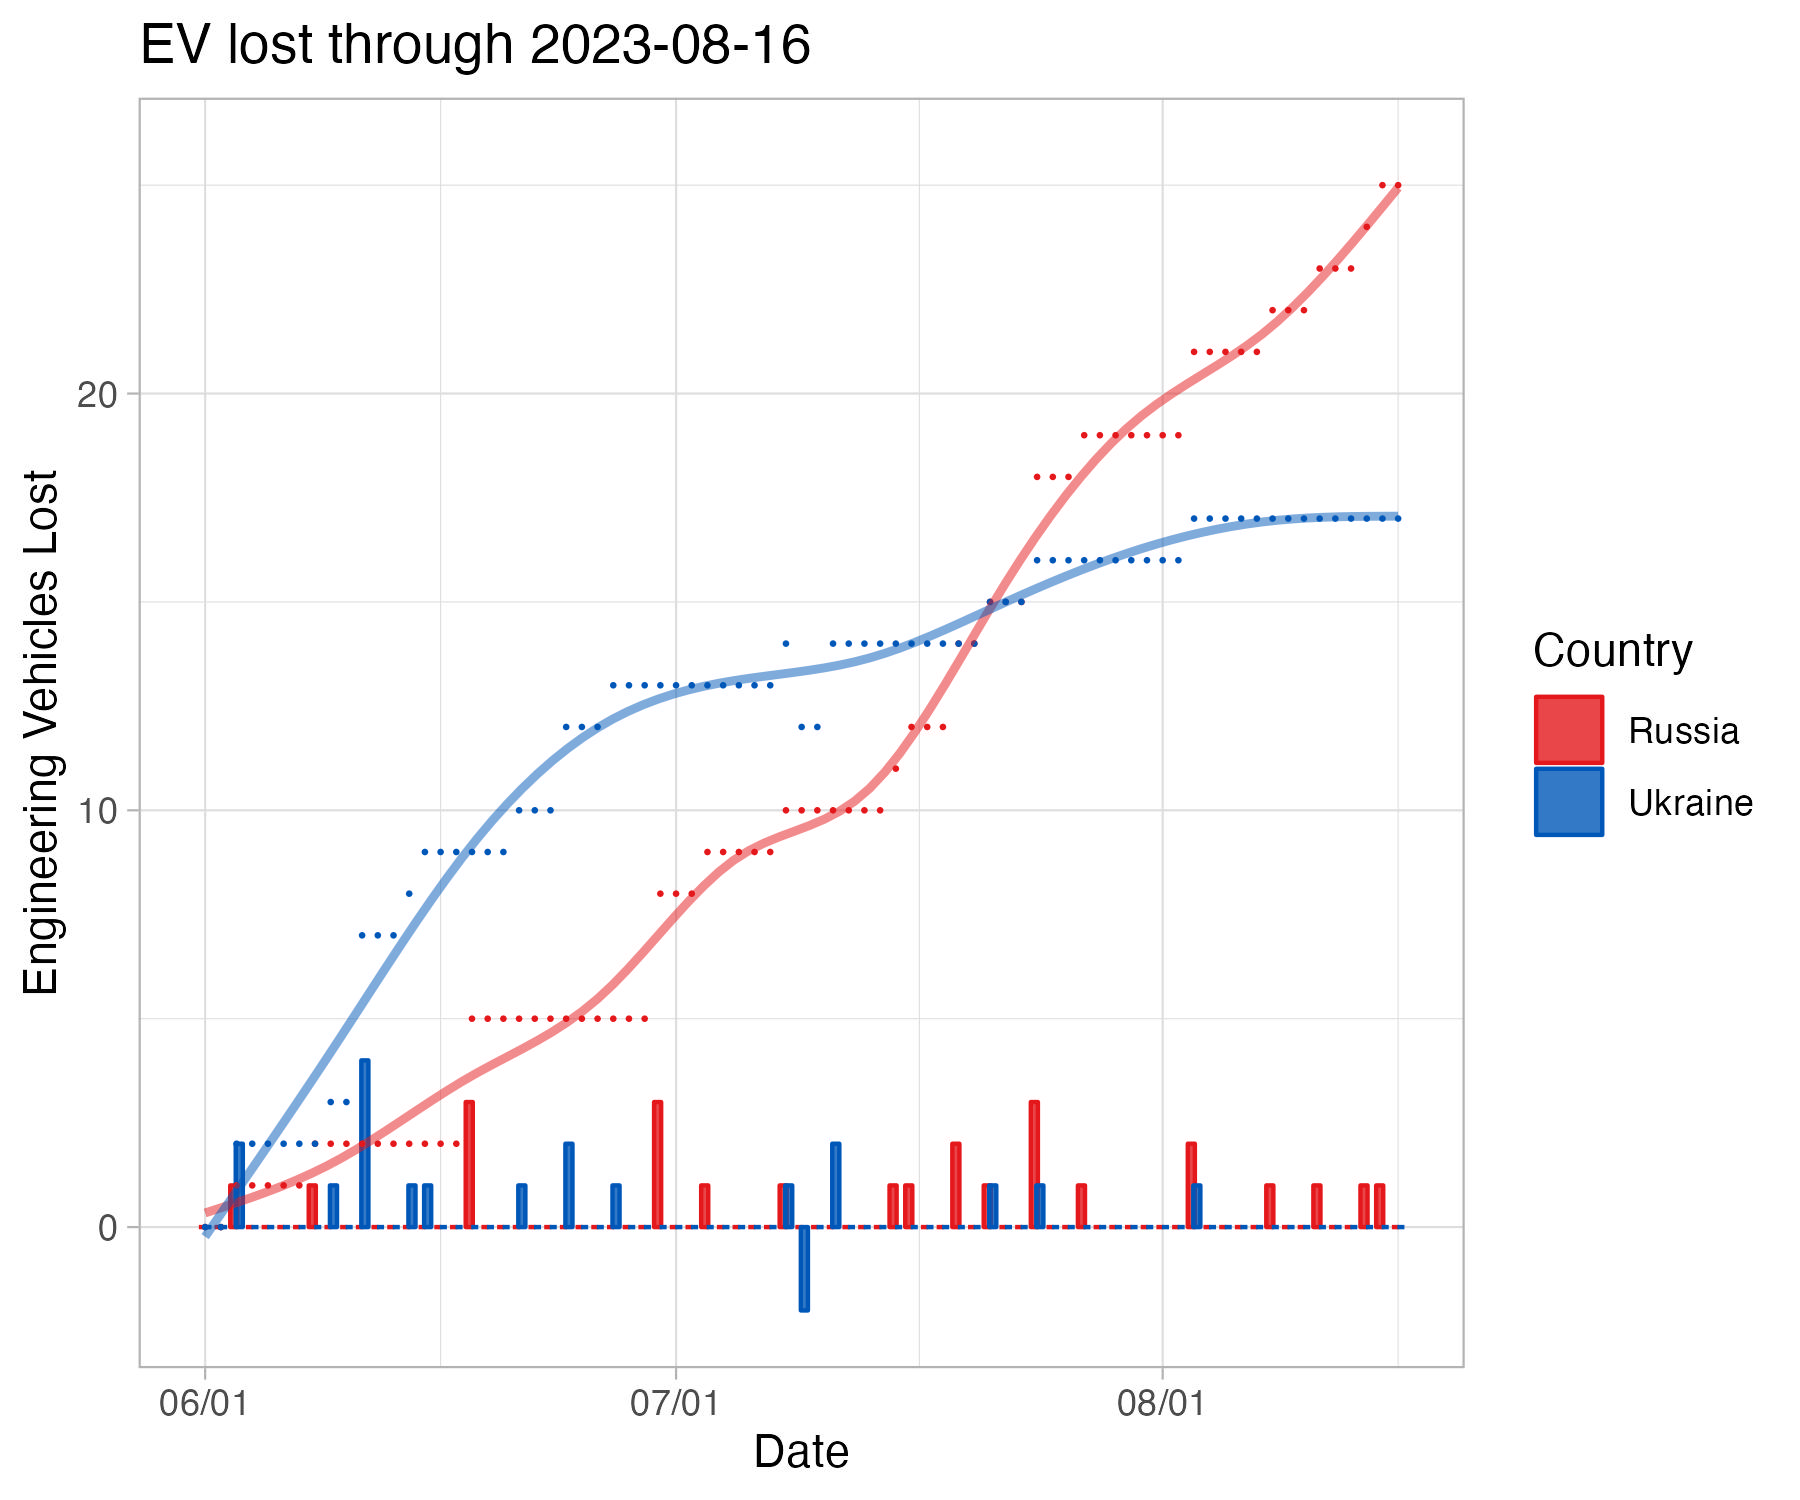 EV lost through 2023-08-16
Engineering Vehicles Lost
20
10
0
06/01
07/01
08/01
Date
Country
Russia
Ukraine